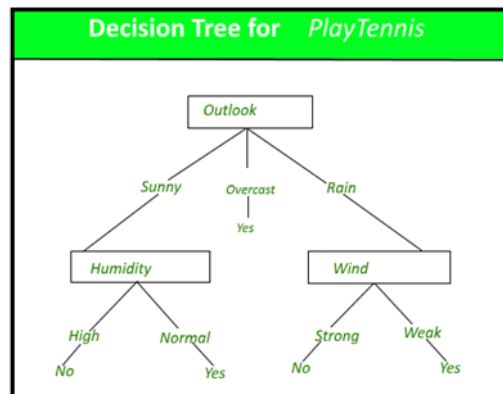 Decision Tree for PlayTennis
Outlook
Sunny
Overcast
Rain
Yes
Humidity
Wind
High
Normal
Strong
Weak
No
Yes
No
Yes